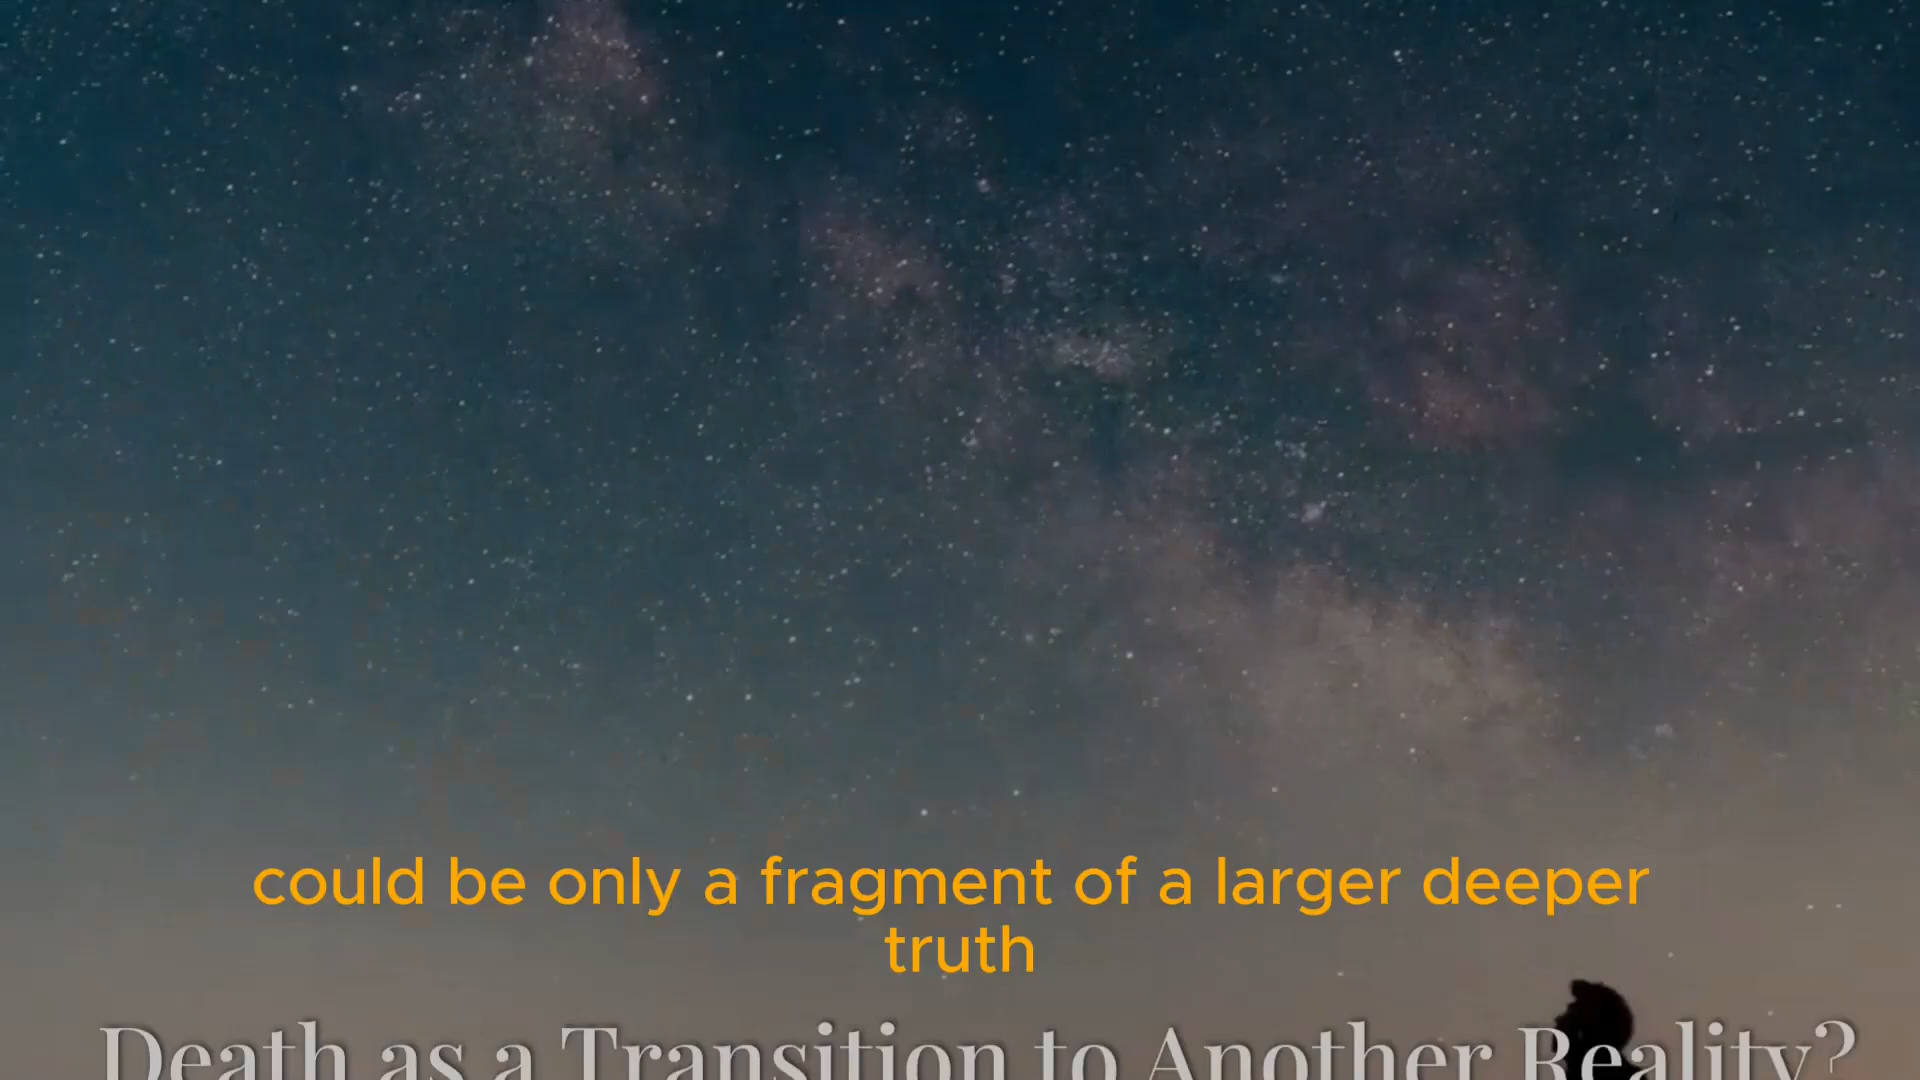 could be only a fragment of a larger deeper
truth
Death as a Transition to Another Reality?